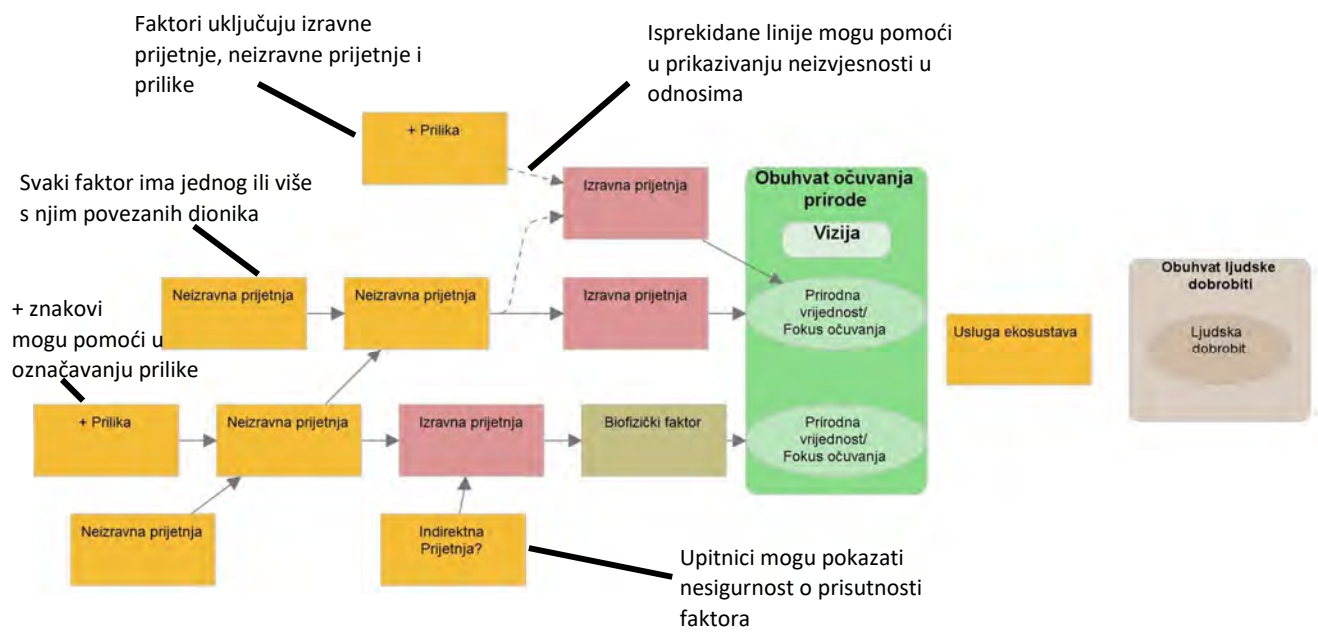 Faktori uključuju izravne
prijetnje, neizravne prijetnje i
prilike
Isprekidane linije mogu pomoći
u prikazivanju neizvjesnosti u
odnosima
+ Prilika
Svaki faktor ima jednog ili više
s njim povezanih dionika
Izravna prijetnja
Obuhvat očuvanja
prirode
Vizija
Neizravna prijetnja
Neizravna prijetnja
Izravna prijetnja
Prirodna
vrijednost/
Fokus očuvanja
Usluga ekosustava
Obuhvat ljudske
dobrobiti
Ljudska
dobrobit
+ znakovi
mogu pomoći u
označavanju prilike
+ Prilika
Neizravna prijetnja
Izravna prijetnja
Biofizički faktor
Prirodna
vrijednost/
Fokus očuvanja
Neizravna prijetnja
Indirektna
Prijetnja?
Upitnici mogu pokazati
nesigurnost o prisutnosti
faktora